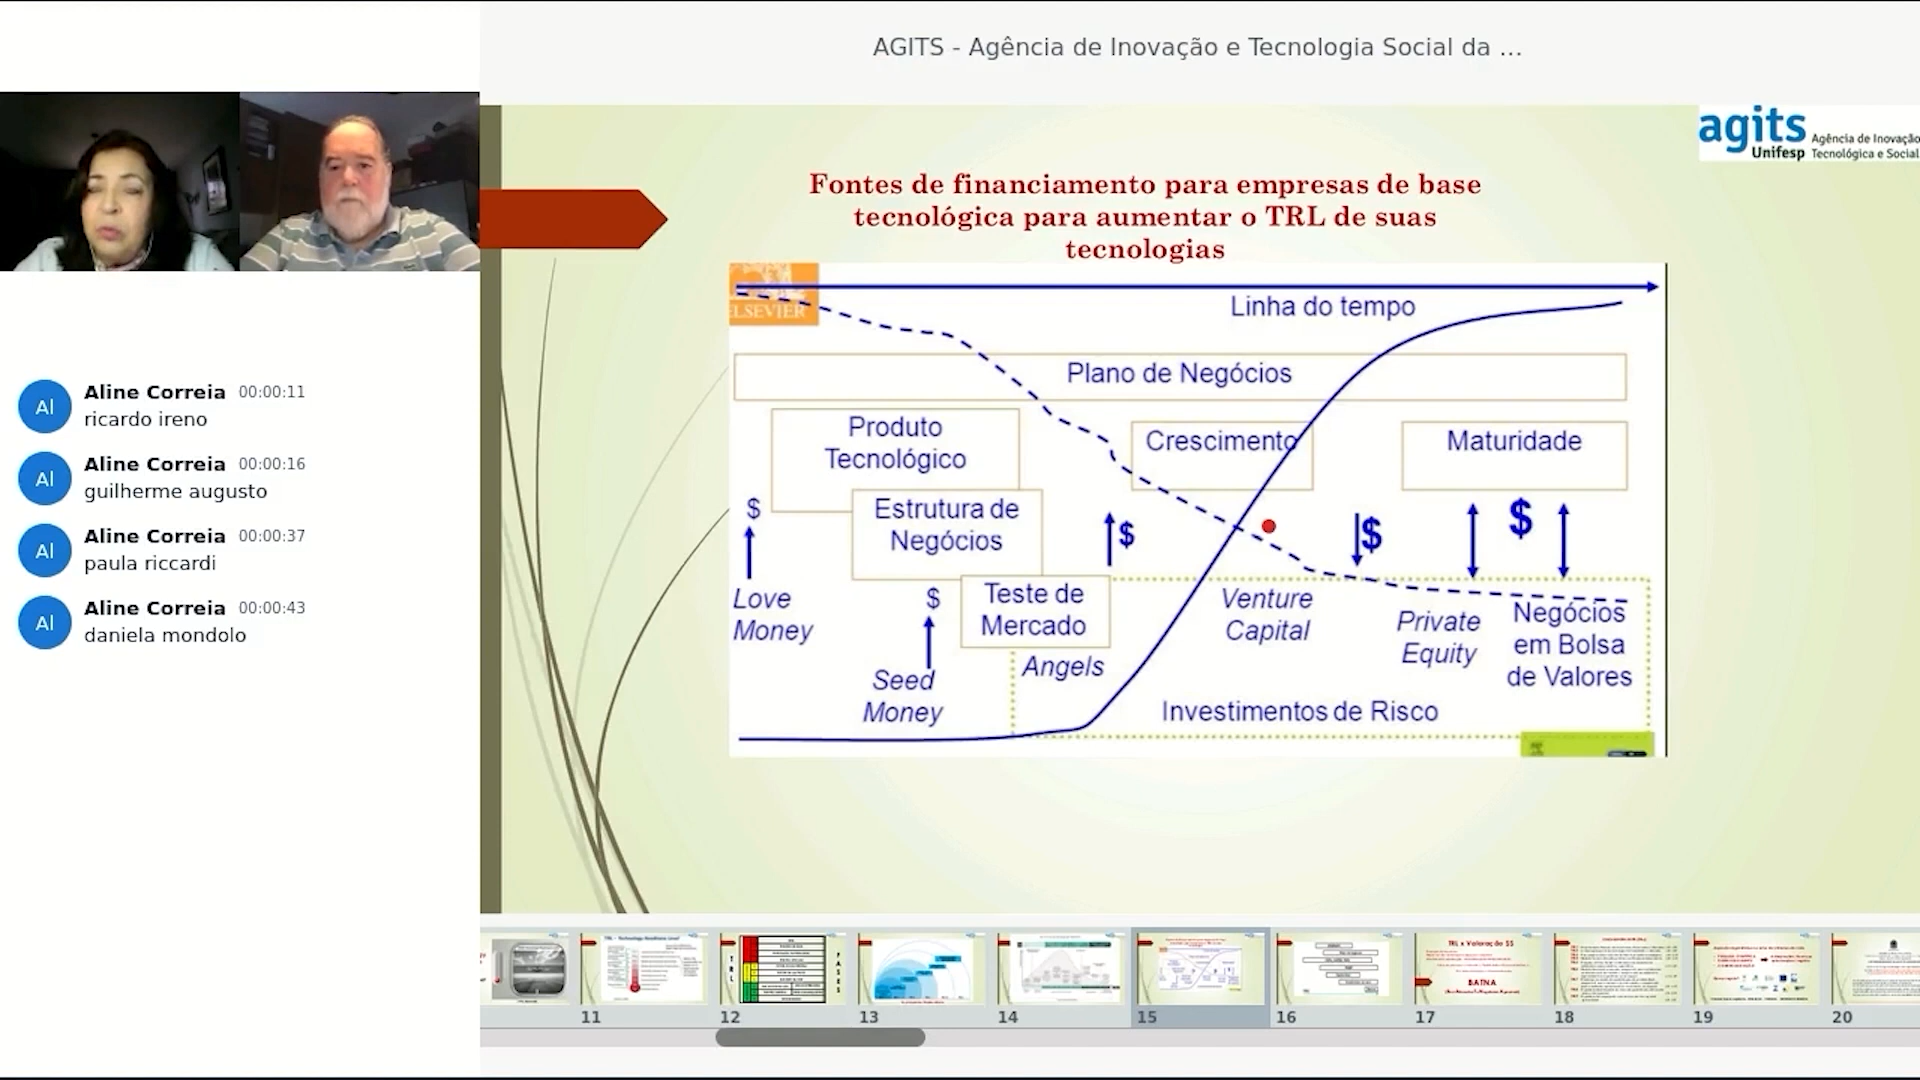 AGITS - Agência de Inovação e Tecnologia Social da ...
agits
Unifesp
Agência de Inovação
Tecnológica e Social
Fontes de financiamento para empresas de base
tecnológica para aumentar o TRL de suas
tecnologias
ELSEVIER
Linha do tempo
Plano de Negócios
Produto
Tecnológico
Crescimento
Maturidade
Estrutura de
Negócios
$
$
$
$
Love
Money
$
Teste de
Mercado
Seed
Money
Angels
Venture
Capital
Private
Equity
Negócios
em Bolsa
de Valores
Investimentos de Risco
Al
Aline Correia 00:00:11
ricardo ireno
Al
Aline Correia 00:00:16
guilherme augusto
Al
Aline Correia 00:00:37
paula riccardi
Al
Aline Correia 00:00:43
daniela mondolo
TRL x Valoração $$
BATNA
11
12
13
14
15
16
17
18
19
20